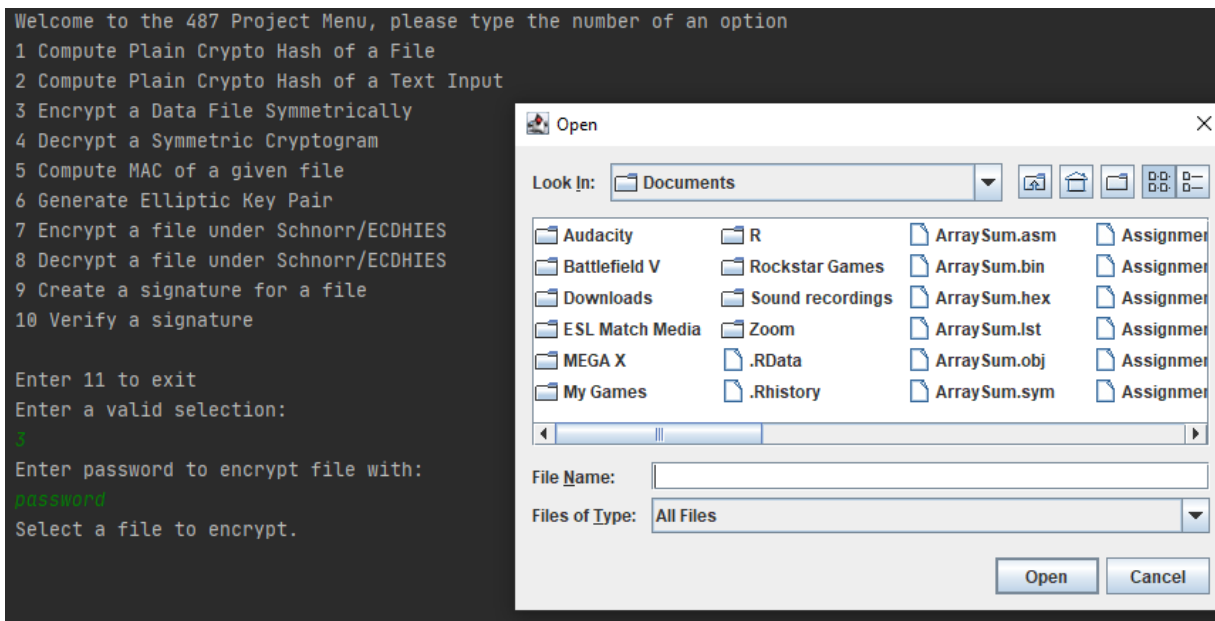 Welcome to the 487 Project Menu, please type the number of an option
1 Compute Plain Crypto Hash of a File
2 Compute Plain Crypto Hash of a Text Input
3 Encrypt a Data File Symmetrically
4 Decrypt a Symmetric Cryptogram
5 Compute MAC of a given file
6 Generate Elliptic Key Pair
7 Encrypt a file under Schnorr/ECDHIES
8 Decrypt a file under Schnorr/ECDHIES
9 Create a signature for a file
10 Verify a signature
Enter 11 to exit
Enter a valid selection:
3
Enter password to encrypt file with:
password
Select a file to encrypt.
Open
Look In: Documents
Audacity R ArraySum.asm Assignmer
Battlefield V Rockstar Games ArraySum.bin Assignmer
Downloads Sound recordings ArraySum.hex Assignmer
ESL Match Media Zoom ArraySum.lst Assignmer
MEGA X .RData ArraySum.obj Assignmer
My Games .Rhistory ArraySum.sym Assignmer
File Name:
Files of Type: All Files
Open Cancel